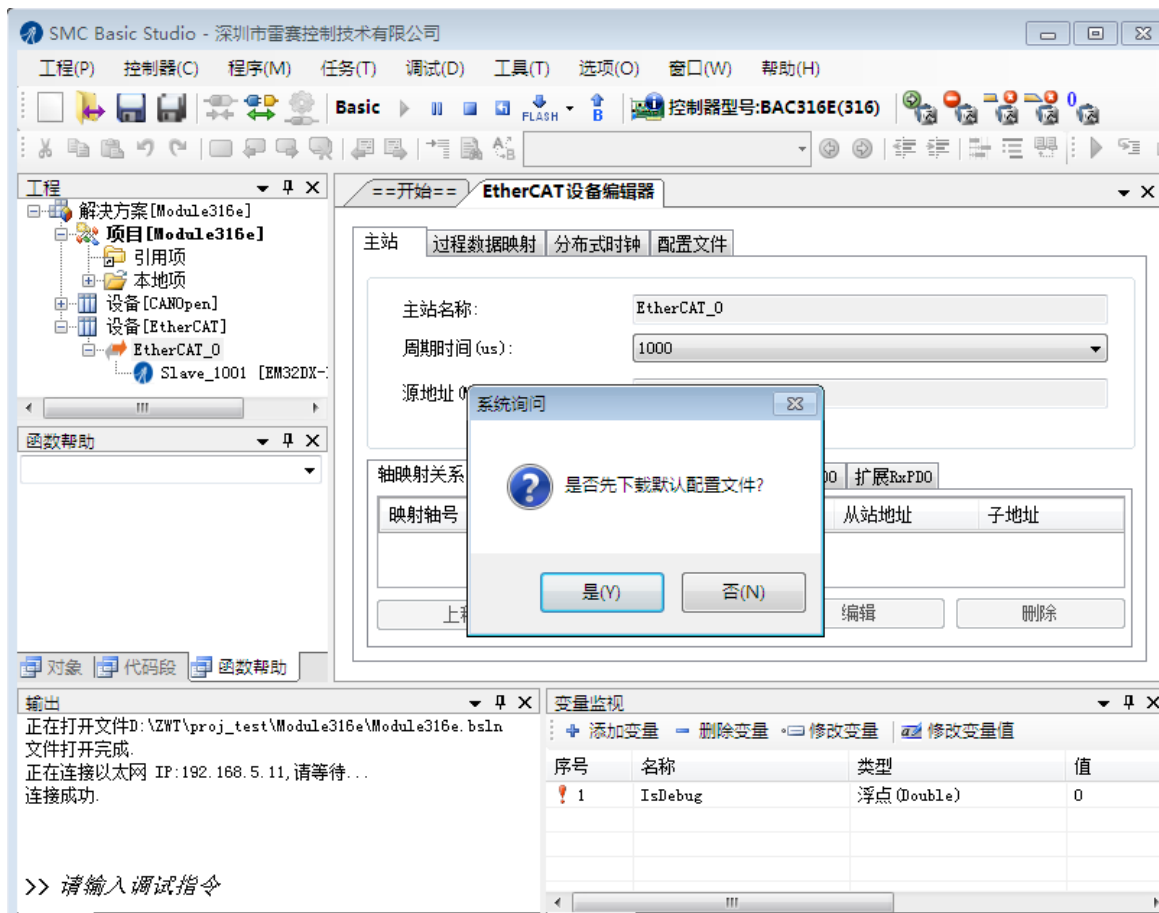 SMC Basic Studio - 深圳市雷赛控制技术有限公司
工程(P) 控制器(C) 程序(M) 任务(T) 调试(D) 工具(T) 选项(O) 窗口(W) 帮助(H)
Basic FLASH B 控制器型号:BAC316E(316) 0
工程
==开始== EtherCAT设备编辑器
解决方案[Module316e]
项目[Module316e]
引用项
本地项
设备[CANOpen]
设备[EtherCAT]
EtherCAT_0
Slave_1001 [EM32DX-
主站 过程数据映射 分布式时钟 配置文件
主站名称: EtherCAT_0
周期时间(us): 1000
源地址
系统询问
是否先下载默认配置文件?
是(Y) 否(N)
函数帮助
轴映射关系 扩展RxPDO
映射轴号 从站地址 子地址
编辑 删除
对象 代码段 函数帮助
输出
正在打开文件D:\ZWT\proj_test\Module316e\Module316e.bsln
文件打开完成.
正在连接以太网 IP:192.168.5.11,请等待...
连接成功.
>> 请输入调试指令
变量监视
添加变量 删除变量 修改变量 修改变量值
序号 名称 类型 值
1 IsDebug 浮点(Double) 0